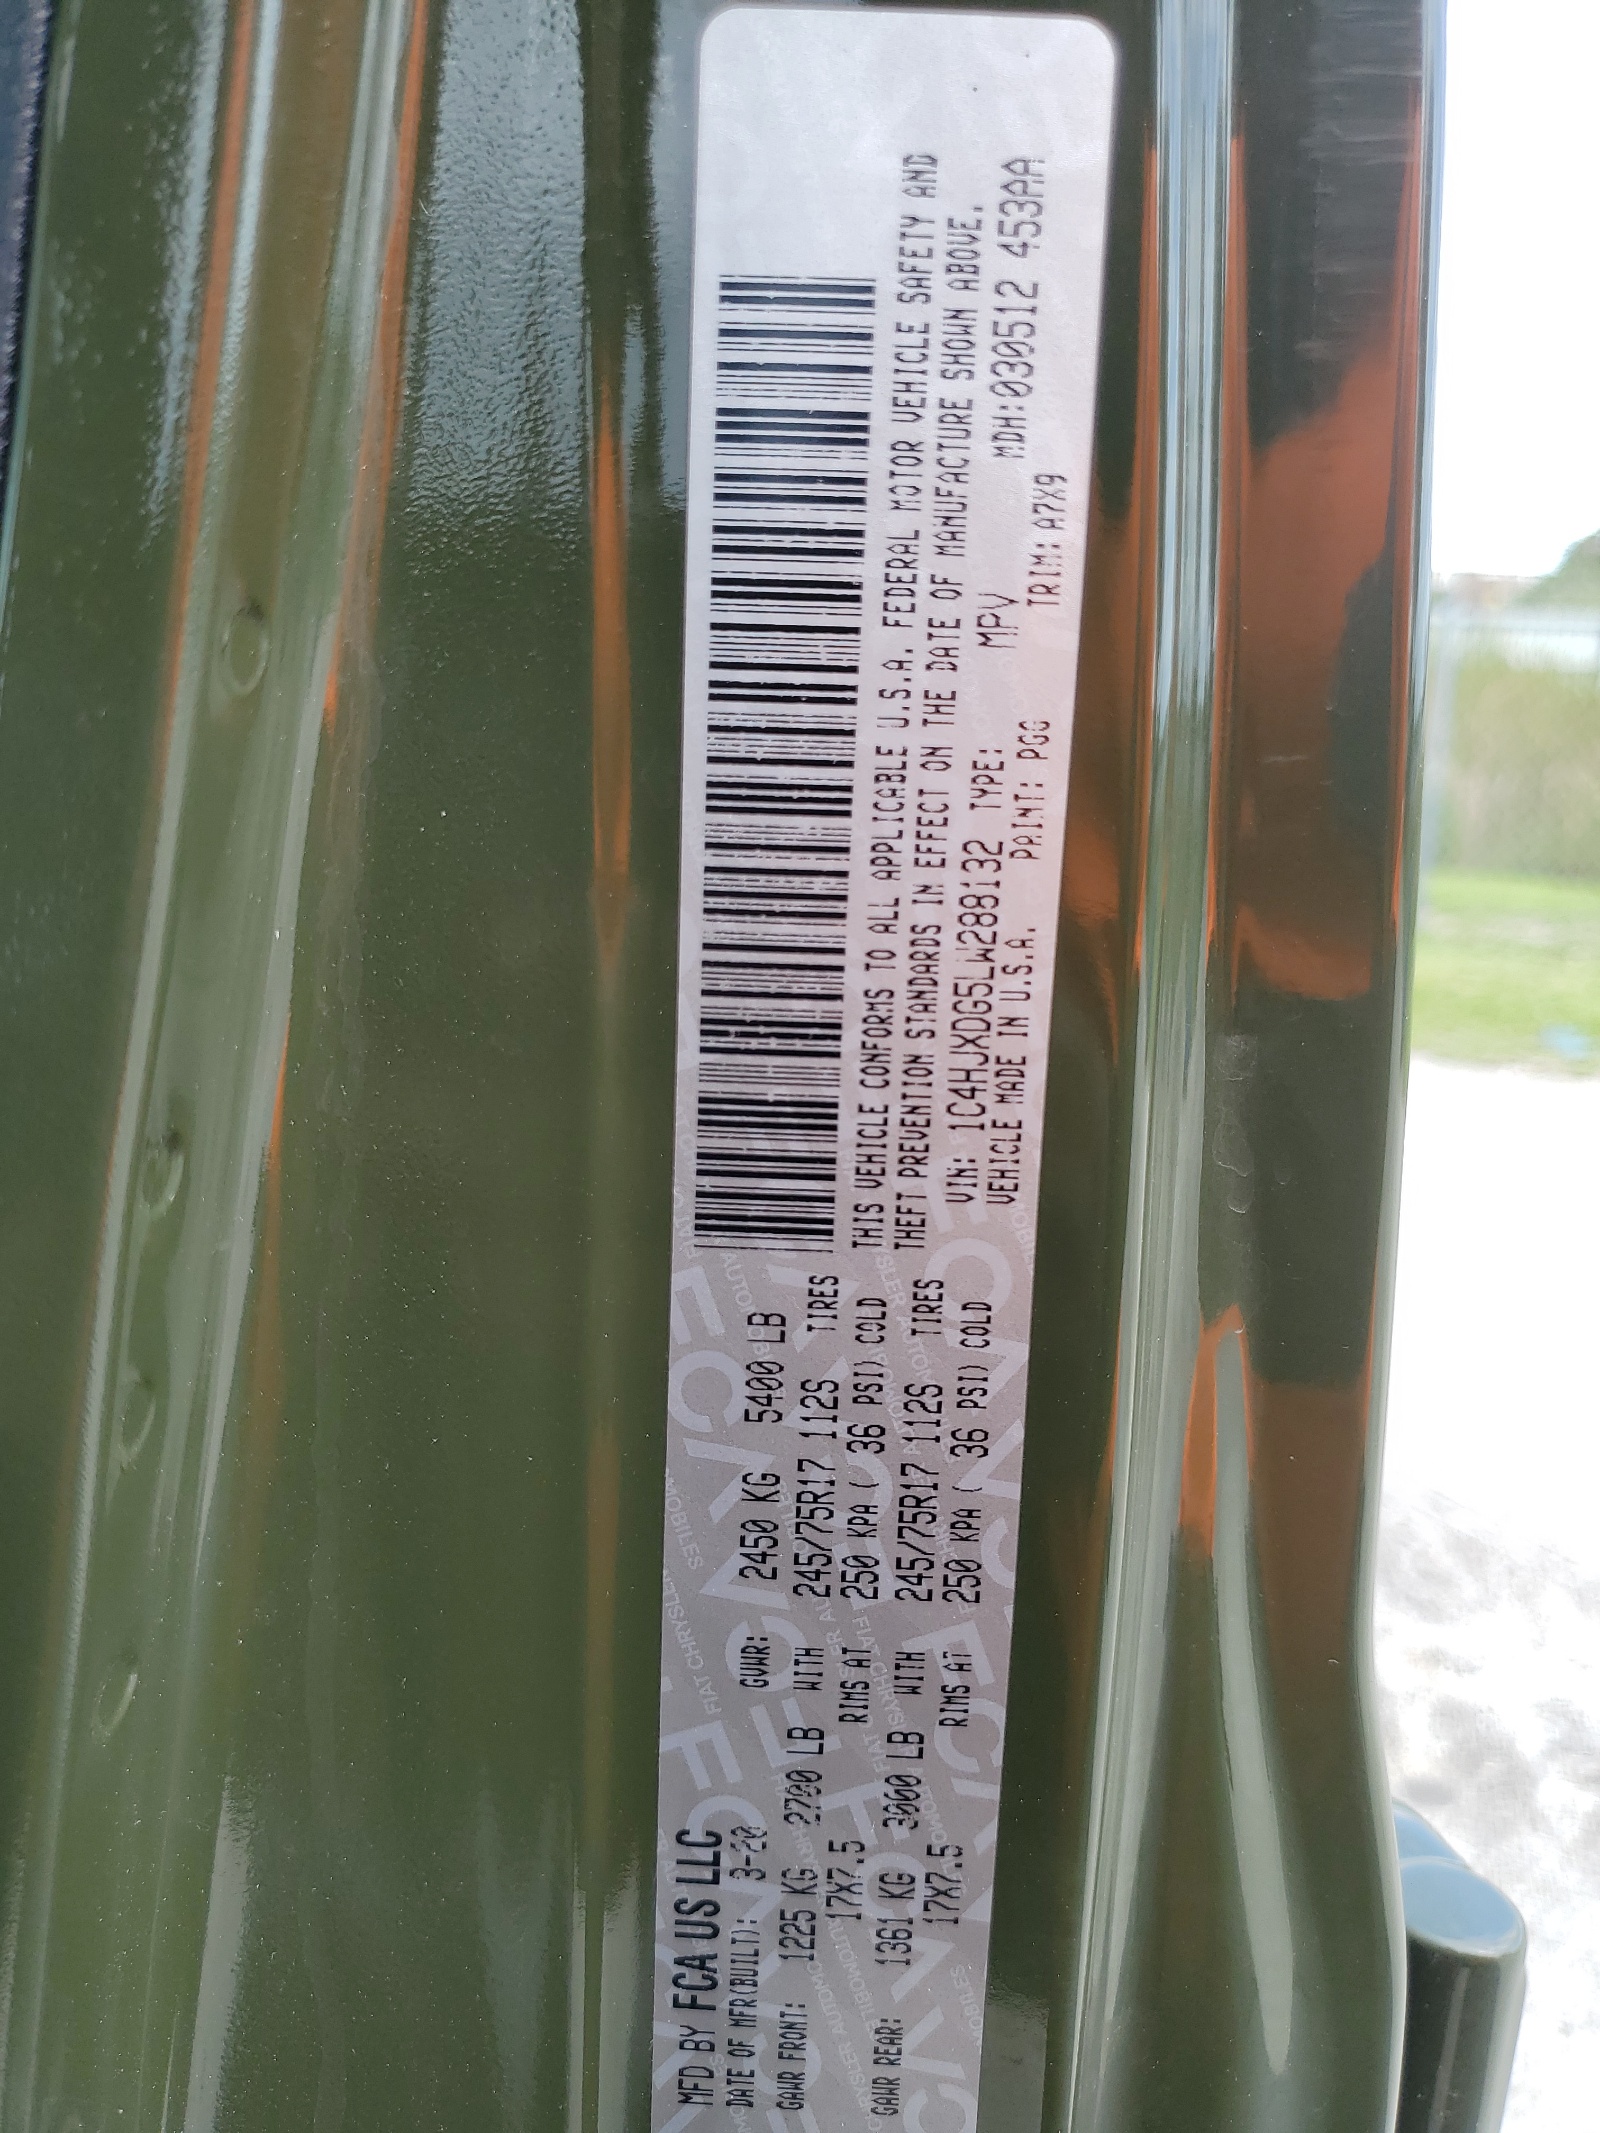 MFD BY FCA US LLC
DATE OF MFR(BUILT): 3-20 GVWR: 2450 KG 5400 LB
GAWR FRONT: 1225 KG 2700 LB WITH 245/75R17 112S TIRES
17X7.5 RIMS AT 250 KPA ( 36 PSI) COLD
GAWR REAR: 1361 KG 3000 LB WITH 245/75R17 112S TIRES
17X7.5 RIMS AT 250 KPA ( 36 PSI) COLD
THIS VEHICLE CONFORMS TO ALL APPLICABLE U.S.A. FEDERAL MOTOR VEHICLE SAFETY AND
THEFT PREVENTION STANDARDS IN EFFECT ON THE DATE OF MANUFACTURE SHOWN ABOVE.
VIN: 1C4HJXDG5LW288132 TYPE: MPV MDH:030512 453AA
VEHICLE MADE IN U.S.A. PAINT: PGG TRIM: A7X9